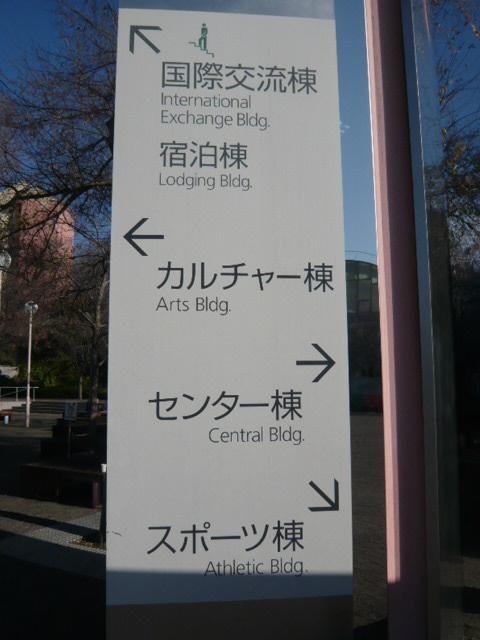 国際交流棟
International
Exchange Bldg.
宿泊棟
Lodging Bldg.
カルチャー棟
Arts Bldg.
センター棟
Central Bldg.
スポーツ棟
Athletic Bldg.